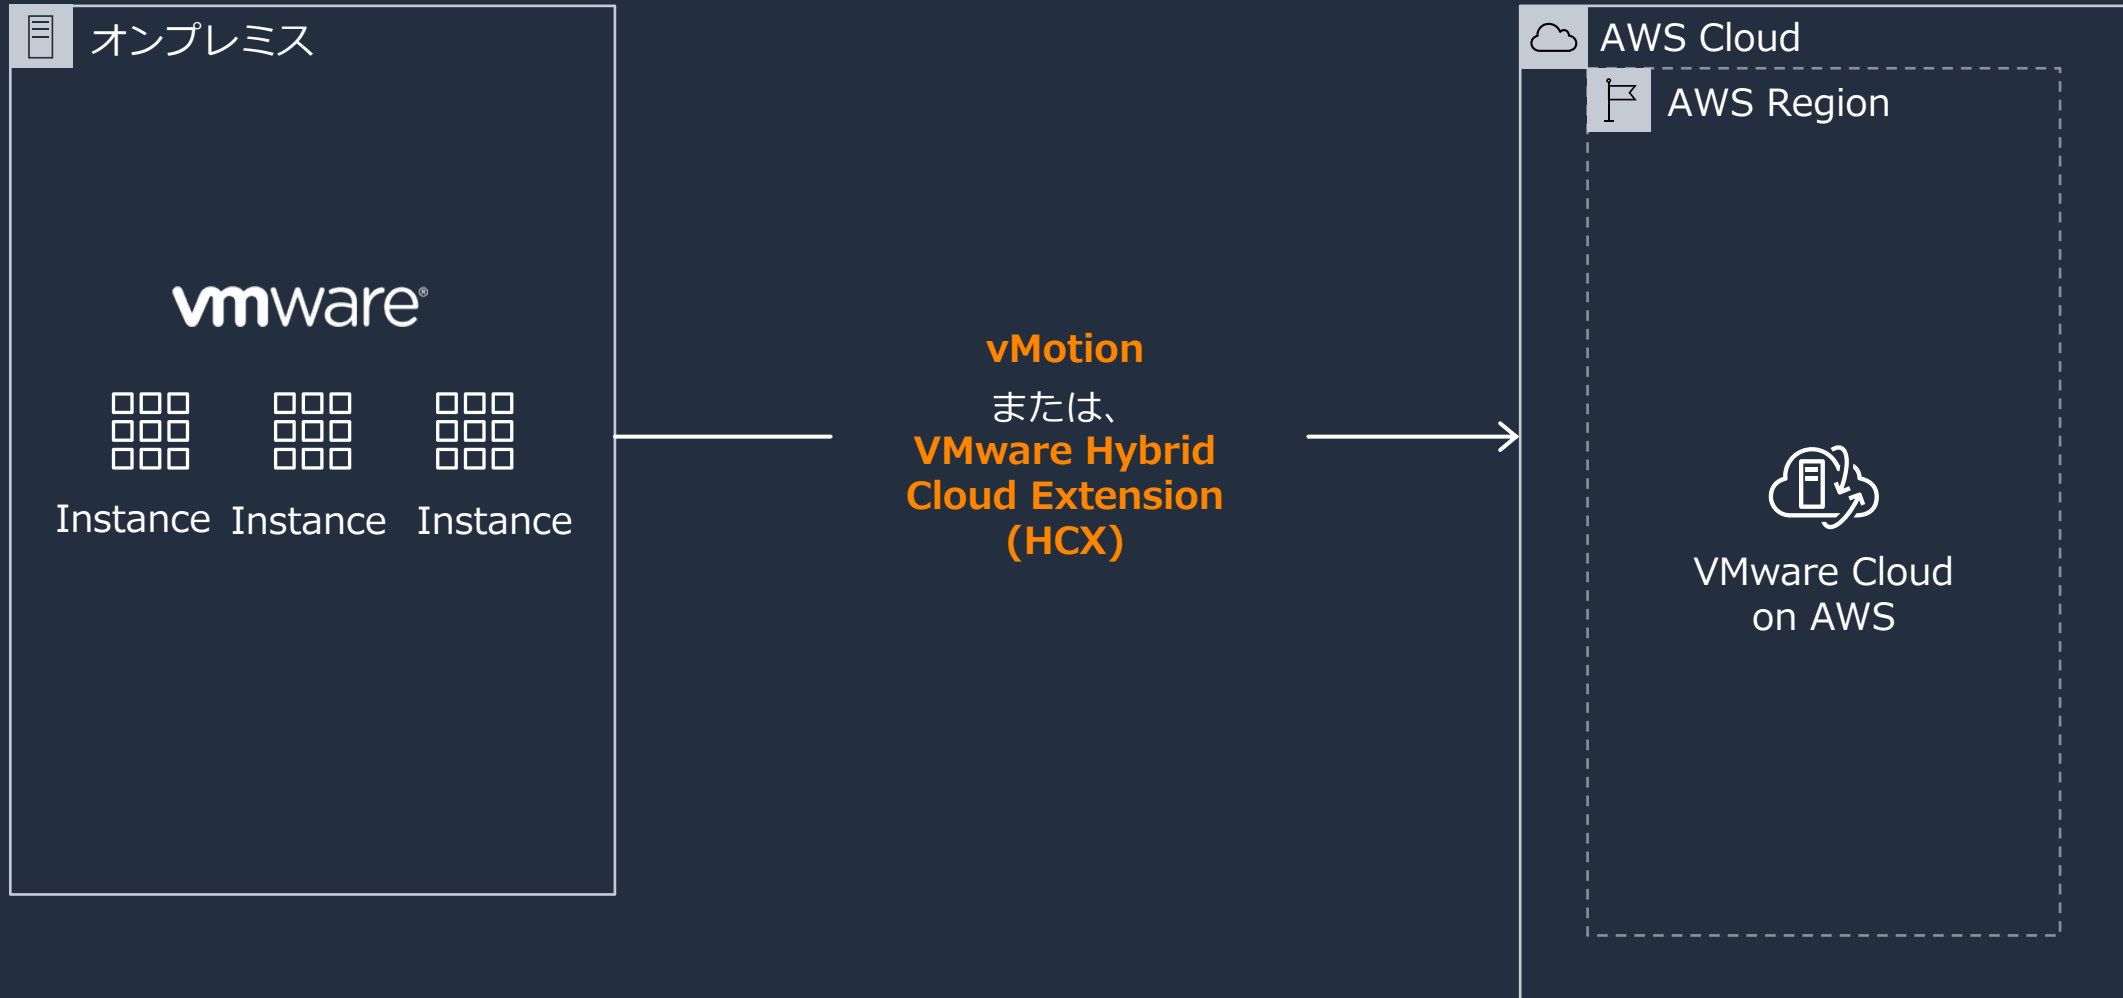 オンプレミス
vmware®
Instance
Instance
Instance
vMotion
または、
VMware Hybrid
Cloud Extension
(HCX)
AWS Cloud
AWS Region
VMware Cloud
on AWS